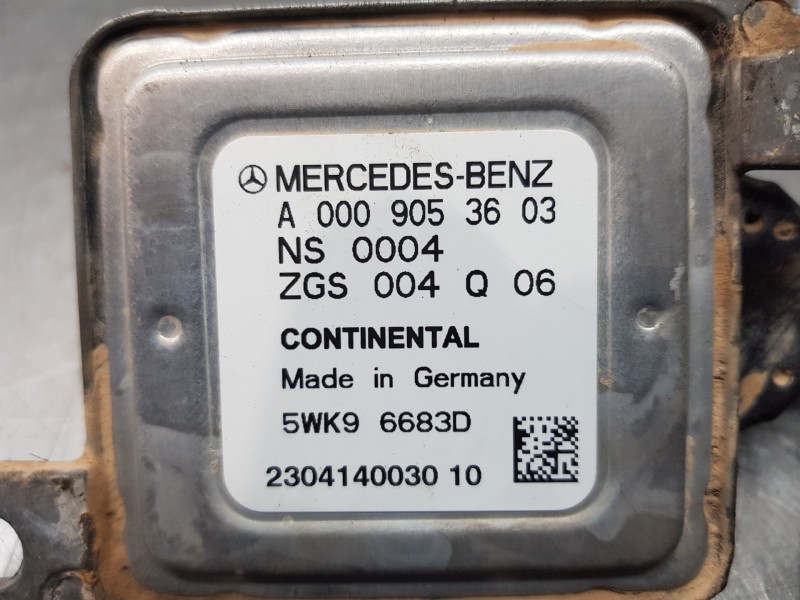 MERCEDES-BENZ
A 000 905 36 03
NS 0004
ZGS 004 Q 06
CONTINENTAL
Made in Germany
5WK9 6683D
2304140030 10